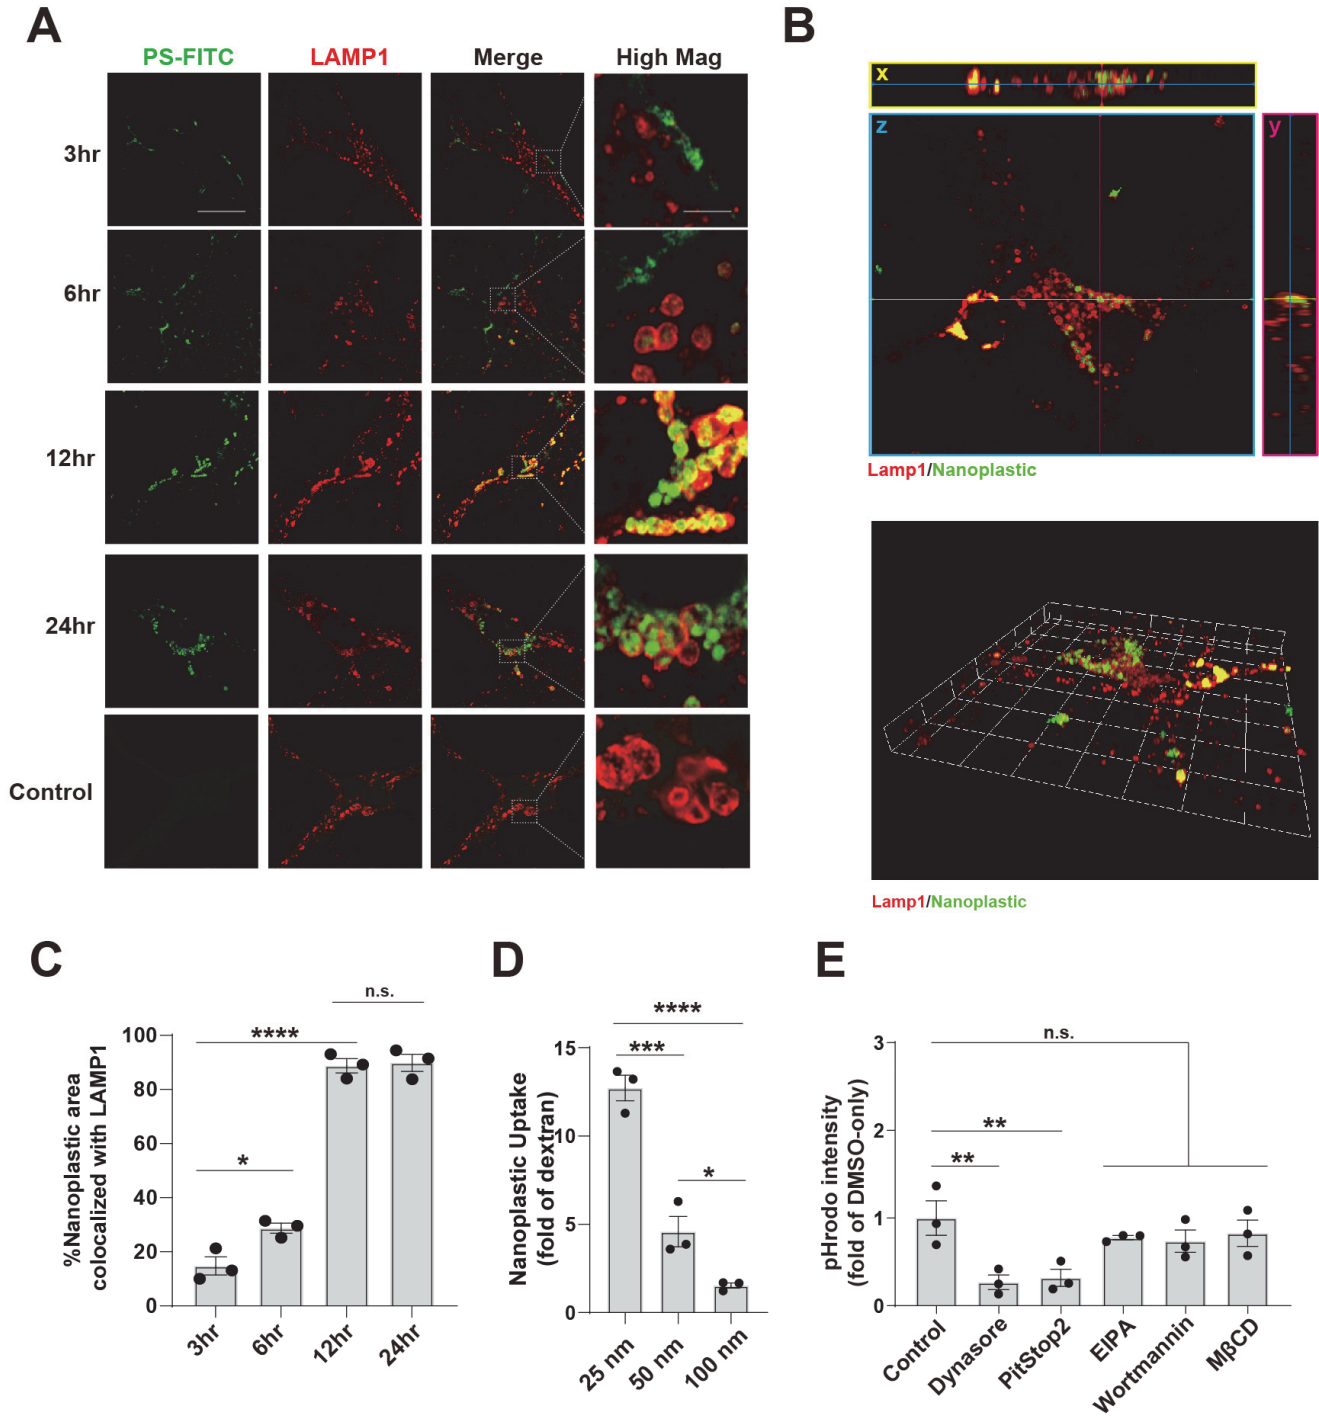 A
PS-FITC LAMP1 Merge High Mag
3hr
6hr
12hr
24hr
Control
B
x
z
y
Lamp1/Nanoplastic
Lamp1/Nanoplastic
C
%Nanoplastic area
colocalized with LAMP1
100
80
60
40
20
0
n.s.
****
*
3hr
6hr
12hr
24hr
D
Nanoplastic Uptake
(fold of dextran)
15
10
5
0
****
***
*
25 nm
50 nm
100 nm
E
pHrodo intensity
(fold of DMSO-only)
3
2
1
0
n.s.
**
**
Control
Dynasore
PitStop2
EIPA
Wortmannin
MβCD